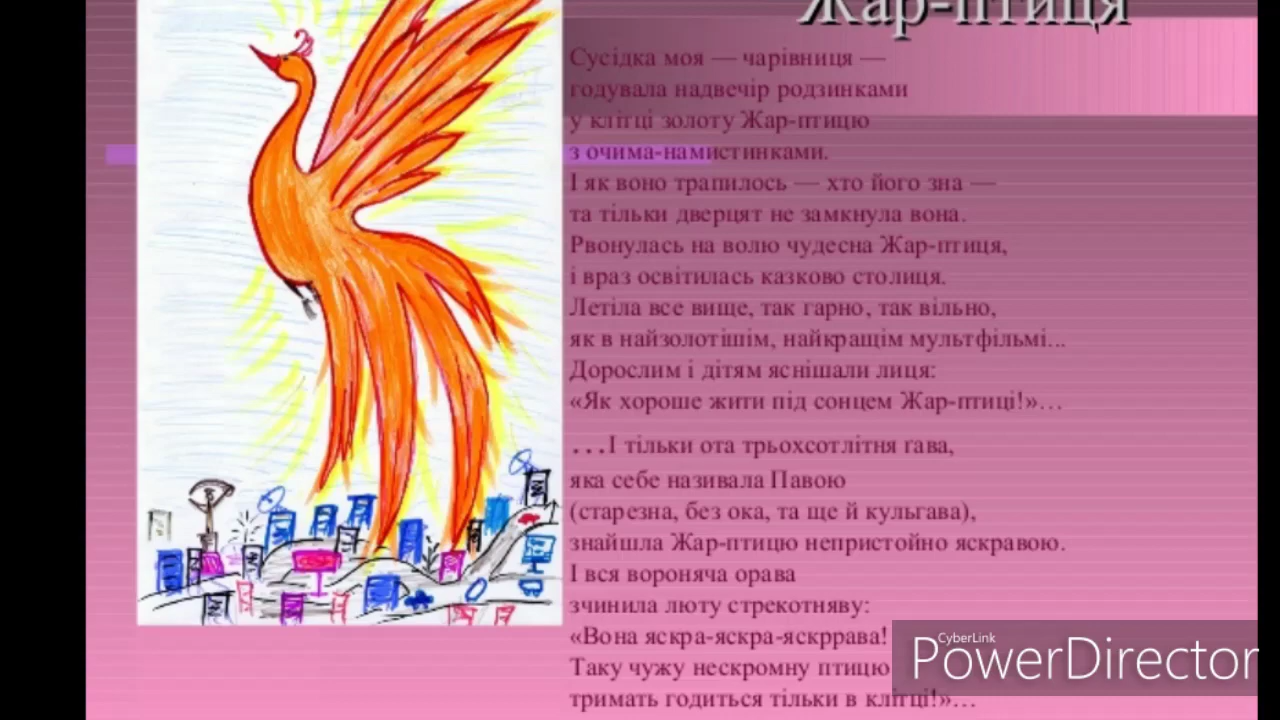 Жар-птиця
Сусідка моя — чарівниця —
годувала надвечір родзинками
у клітці золоту Жар-птицю
з очима-намистинками.
І як воно трапилось — хто його зна —
та тільки дверцят не замкнула вона.
Рвонулась на волю чудесна Жар-птиця,
і враз освітилась казково столиця.
Летіла все вище, так гарно, так вільно,
як в найзолотішім, найкращім мультфільмі...
Дорослим і дітям яснішали лиця:
«Як хороше жити під сонцем Жар-птиці!»…
…І тільки ота трьохсотлітня ґава,
яка себе називала Павою
(старезна, без ока, та ще й кульгава),
знайшла Жар-птицю непристойно яскравою.
І вся вороняча орава
зчинила люту стрекотняву:
«Вона яскра-яскра-яскррава!
Таку чужу нескромну птицю
тримать годиться тільки в клітці!»…
CyberLink
PowerDirector